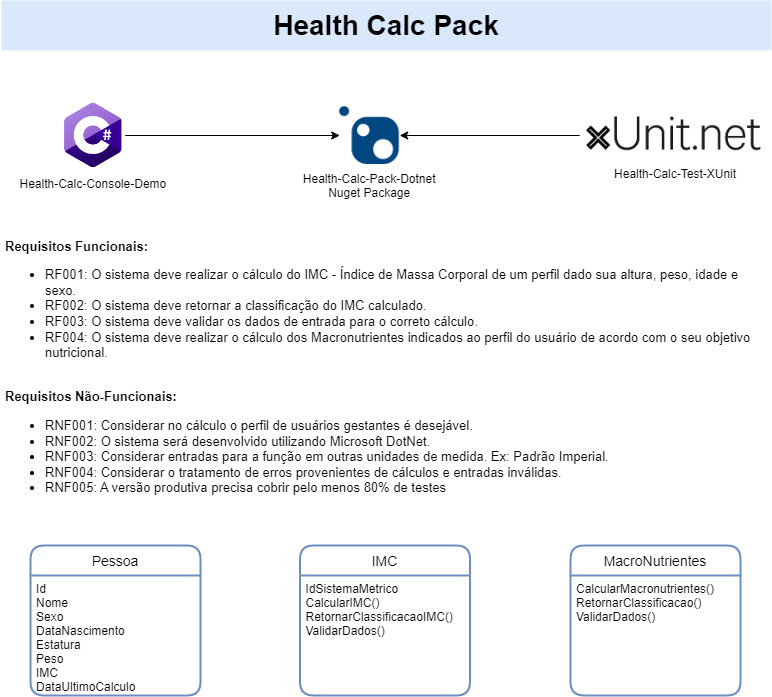 Health Calc Pack
C#
xUnit.net
Health-Calc-Console-Demo
Health-Calc-Pack-Dotnet
Nuget Package
Health-Calc-Test-XUnit
Requisitos Funcionais:
• RF001: O sistema deve realizar o cálculo do IMC - Índice de Massa Corporal de um perfil dado sua altura, peso, idade e
sexo.
• RF002: O sistema deve retornar a classificação do IMC calculado.
• RF003: O sistema deve validar os dados de entrada para o correto cálculo.
• RF004: O sistema deve realizar o cálculo dos Macronutrientes indicados ao perfil do usuário de acordo com o seu objetivo
nutricional.
Requisitos Não-Funcionais:
• RNF001: Considerar no cálculo o perfil de usuários gestantes é desejável.
• RNF002: O sistema será desenvolvido utilizando Microsoft DotNet.
• RNF003: Considerar entradas para a função em outras unidades de medida. Ex: Padrão Imperial.
• RNF004: Considerar o tratamento de erros provenientes de cálculos e entradas inválidas.
• RNF005: A versão produtiva precisa cobrir pelo menos 80% de testes
Pessoa
Id
Nome
Sexo
DataNascimento
Estatura
Peso
IMC
DataUltimoCalculo
IMC
IdSistemaMetrico
CalcularIMC()
RetornarClassificacaoIMC()
ValidarDados()
MacroNutrientes
CalcularMacronutrientes()
RetornarClassificacao()
ValidarDados()